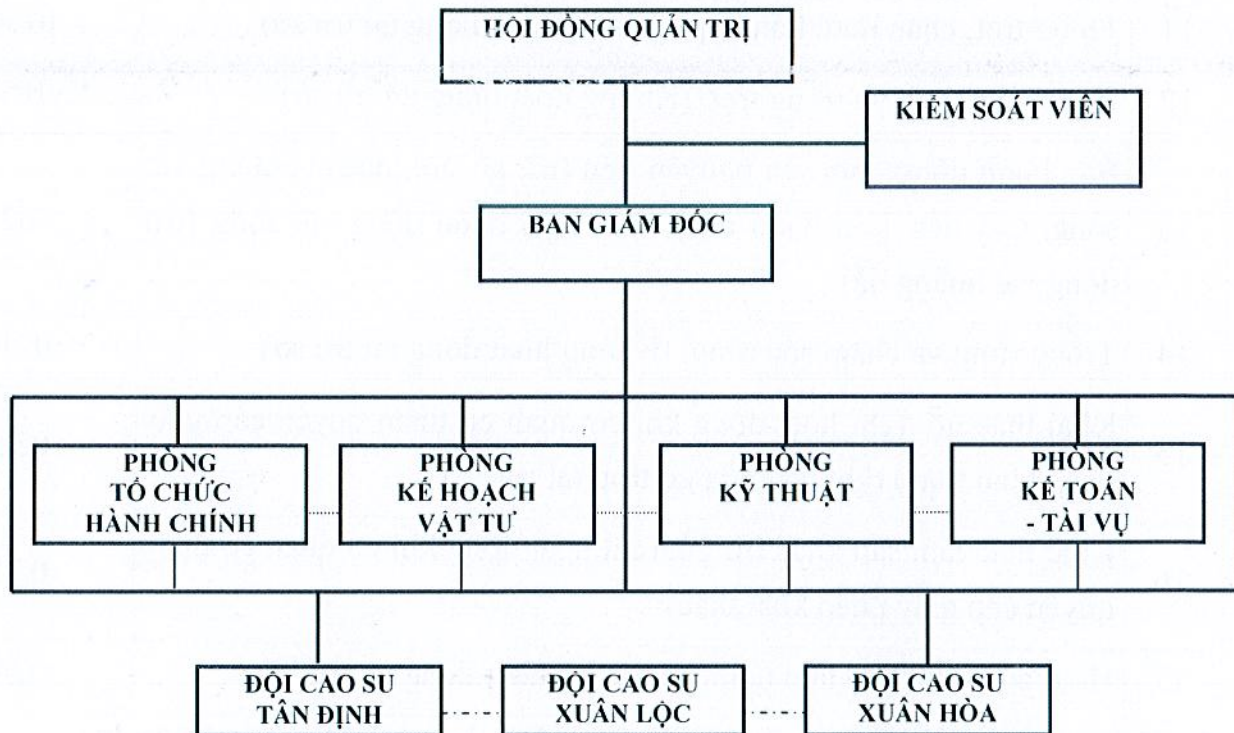 HỘI ĐỒNG QUẢN TRỊ
KIỂM SOÁT VIÊN
BAN GIÁM ĐỐC
PHÒNG
TỔ CHỨC
HÀNH CHÍNH
PHÒNG
KẾ HOẠCH
VẬT TƯ
PHÒNG
KỸ THUẬT
PHÒNG
KẾ TOÁN
- TÀI VỤ
ĐỘI CAO SU
TÂN ĐỊNH
ĐỘI CAO SU
XUÂN LỘC
ĐỘI CAO SU
XUÂN HÒA